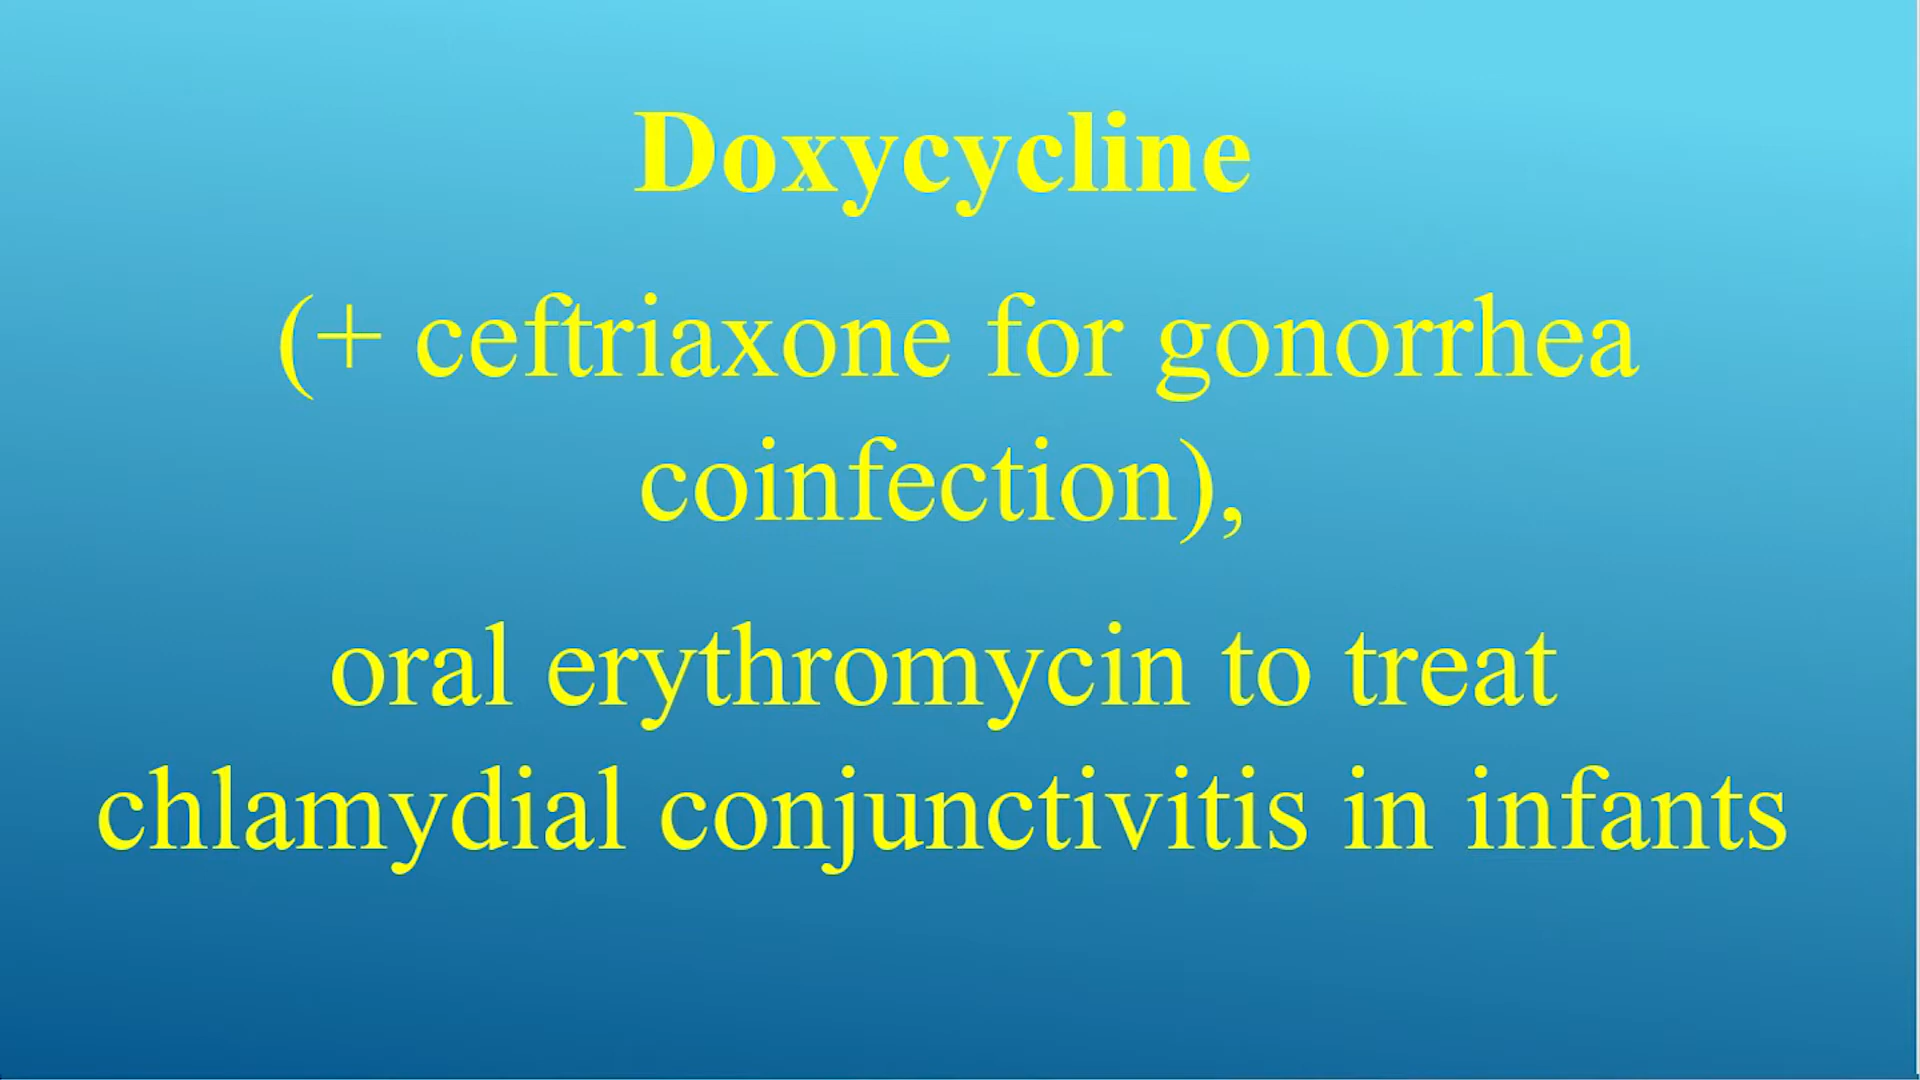 Doxycycline
(+ ceftriaxone for gonorrhea
coinfection),
oral erythromycin to treat
chlamydial conjunctivitis in infants